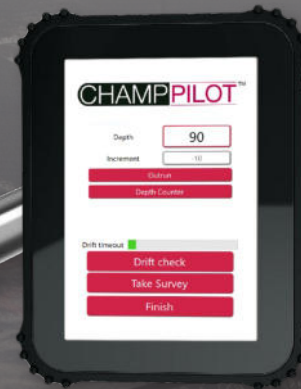 CHAMPPILOT™
Depth 90
Increment -10
Outrun
Depth Counter
Drift timeout
Drift check
Take Survey
Finish